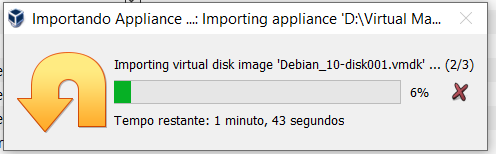 Importando Appliance ...: Importing appliance 'D:\Virtual Ma...
Importing virtual disk image 'Debian_10-disk001.vmdk' ... (2/3)
6%
Tempo restante: 1 minuto, 43 segundos